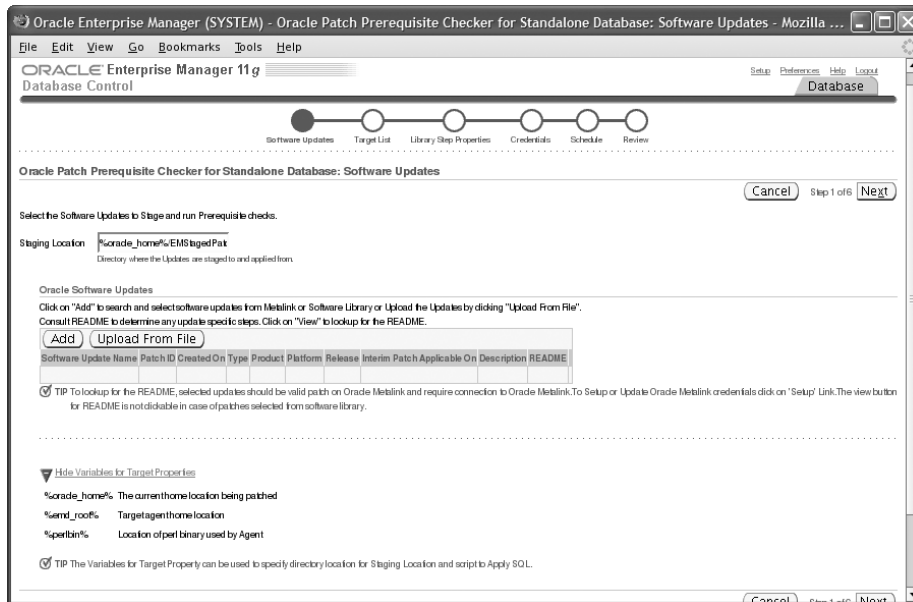 Oracle Enterprise Manager (SYSTEM) - Oracle Patch Prerequisite Checker for Standalone Database: Software Updates - Mozilla ...
File Edit View Go Bookmarks Tools Help
ORACLE Enterprise Manager 11g
Database Control
Setup Preferences Help Logout
Database
Software Updates Target List Library Step Properties Credentials Schedule Review
Oracle Patch Prerequisite Checker for Standalone Database: Software Updates
Cancel Step 1 of 6 Next
Select the Software Updates to Stage and run Prerequisite checks.
Staging Location %oracle_home%/EMStagedPat
Directory where the Updates are staged to and applied from.
Oracle Software Updates
Click on "Add" to search and select software updates from Metalink or Software Library or Upload the Updates by clicking "Upload From File".
Consult README to determine any update specific steps. Click on "View" to lookup for the README.
Add Upload From File
Software Update Name Patch ID Created On Type Product Platform Release Interim Patch Applicable On Description README
TIP To lookup for the README, selected updates should be valid patch on Oracle Metalink and require connection to Oracle Metalink.To Setup or Update Oracle Metalink credentials click on 'Setup' Link.The view button
for README is not clickable in case of patches selected from software library.
Hide Variables for Target Properties
%oracle_home% The current home location being patched
%emd_root% Target agent home location
%perlbin% Location of perl binary used by Agent
TIP The Variables for Target Property can be used to specify directory location for Staging Location and script to Apply SQL.
Cancel Step 1 of 6 Next